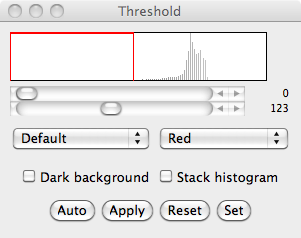 Threshold
0
123
Default Red
Dark background Stack histogram
Auto Apply Reset Set